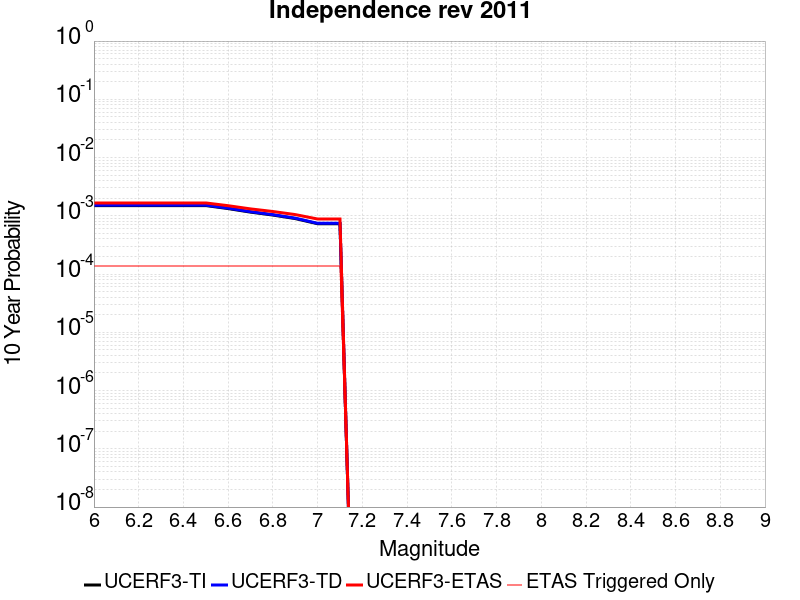 Independence rev 2011
10 Year Probability
10^0
10^-1
10^-2
10^-3
10^-4
10^-5
10^-6
10^-7
10^-8
6 6.2 6.4 6.6 6.8 7 7.2 7.4 7.6 7.8 8 8.2 8.4 8.6 8.8 9
Magnitude
UCERF3-TI UCERF3-TD UCERF3-ETAS ETAS Triggered Only